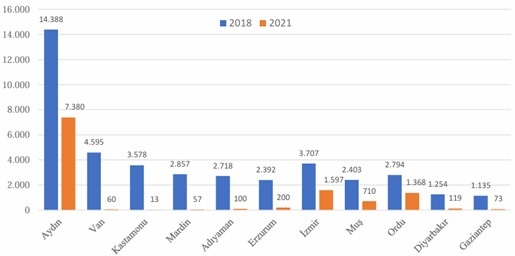 16.000
14.000
12.000
10.000
8.000
6.000
4.000
2.000
0
2018 2021
14.388
7.380
4.595
60
3.578
13
2.857
57
2.718
100
2.392
200
3.707
1.597
2.403
710
2.794
1.368
1.254
119
1.135
73
Aydın
Van
Kastamonu
Mardin
Adıyaman
Erzurum
İzmir
Muş
Ordu
Diyarbakır
Gaziantep